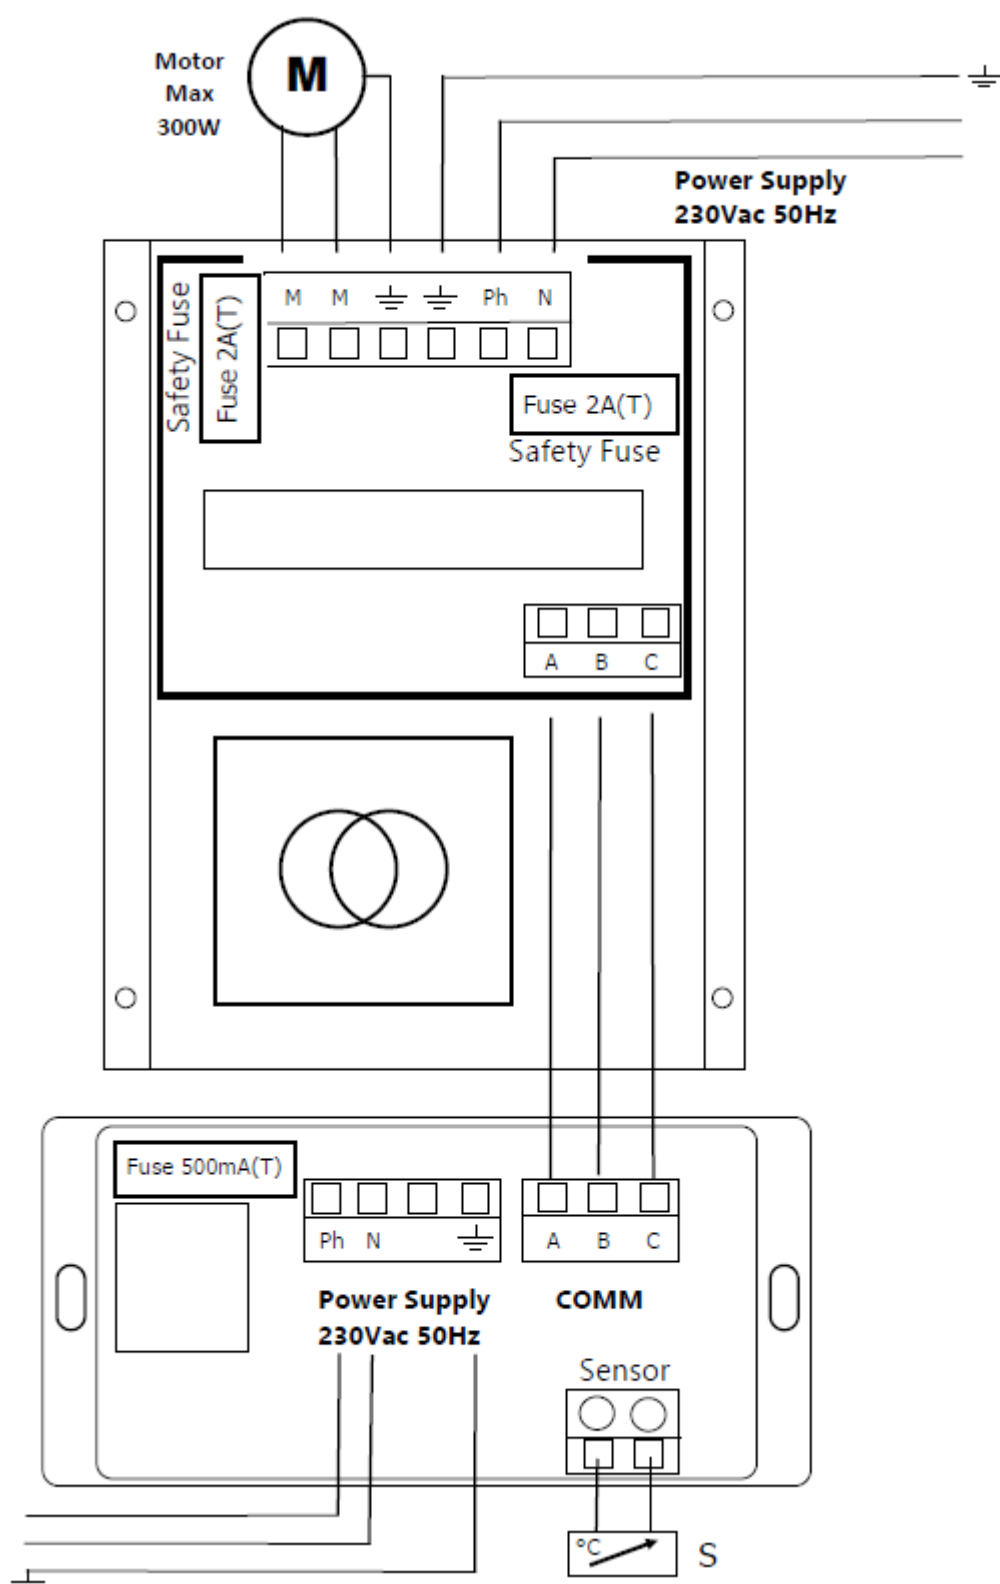 Motor
Max
300W
M
Power Supply
230Vac 50Hz
Safety Fuse
Fuse 2A(T)
M M Ph N
Fuse 2A(T)
Safety Fuse
A B C
Fuse 500mA(T)
Ph N
A B C
Power Supply
230Vac 50Hz
COMM
Sensor
°C
S